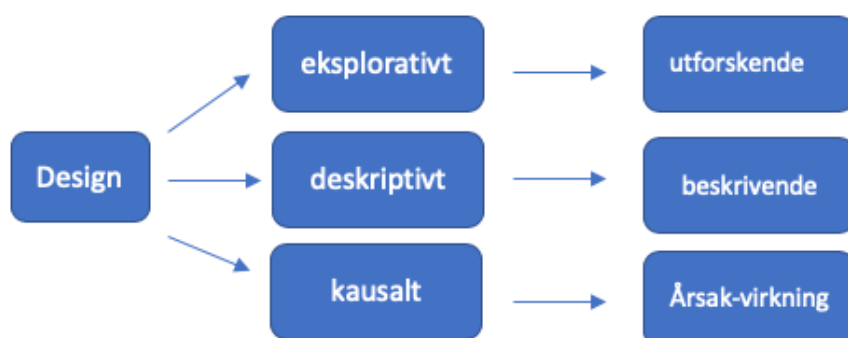 eksplorativt
utforskende
Design
deskriptivt
beskrivende
kausalt
Årsak-virkning